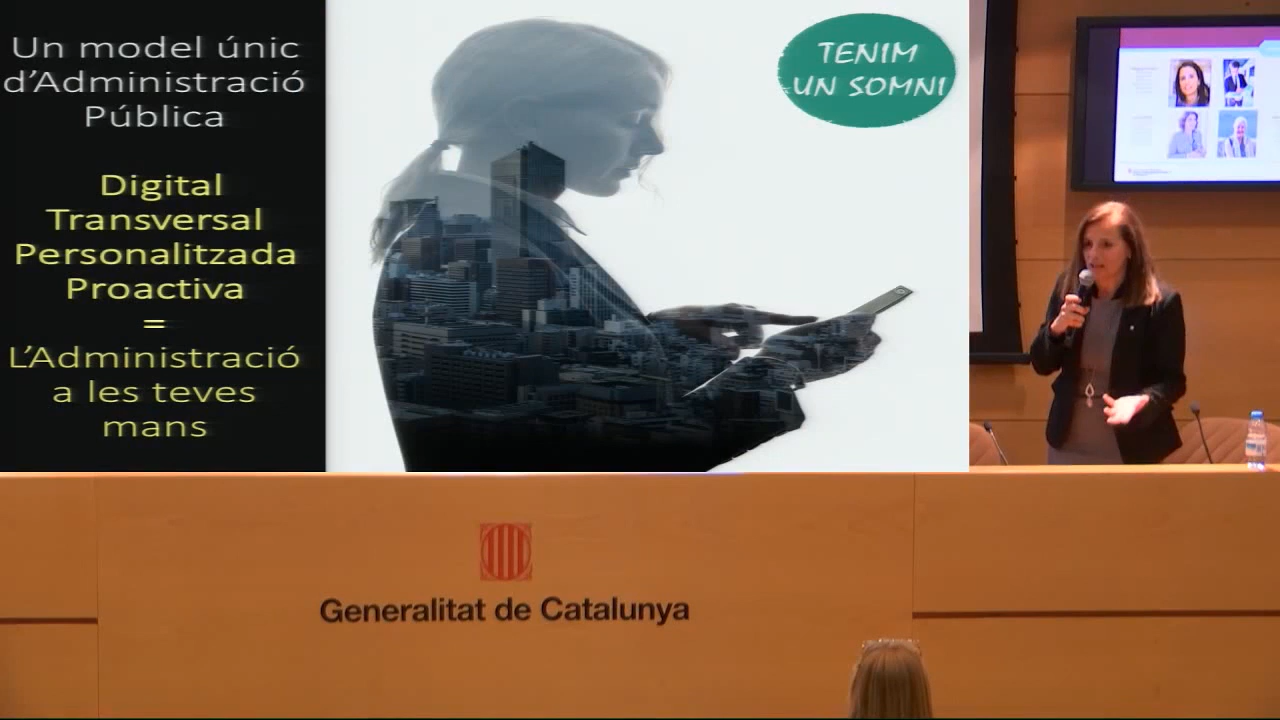 Un model únic
d'Administració
Pública
Digital
Transversal
Personalitzada
Proactiva
=
L'Administració
a les teves
mans
TENIM
UN SOMNI
Generalitat de Catalunya